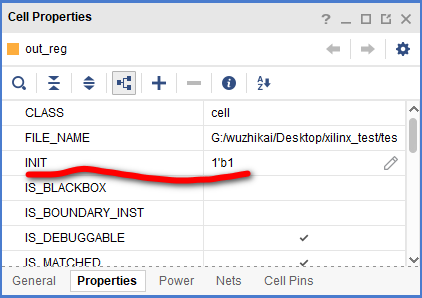 Cell Properties
out_reg
CLASS cell
FILE_NAME G:/wuzhikai/Desktop/xilinx_test/tes
INIT 1'b1
IS_BLACKBOX
IS_BOUNDARY_INST
IS_DEBUGGABLE
IS_MATCHED
General Properties Power Nets Cell Pins